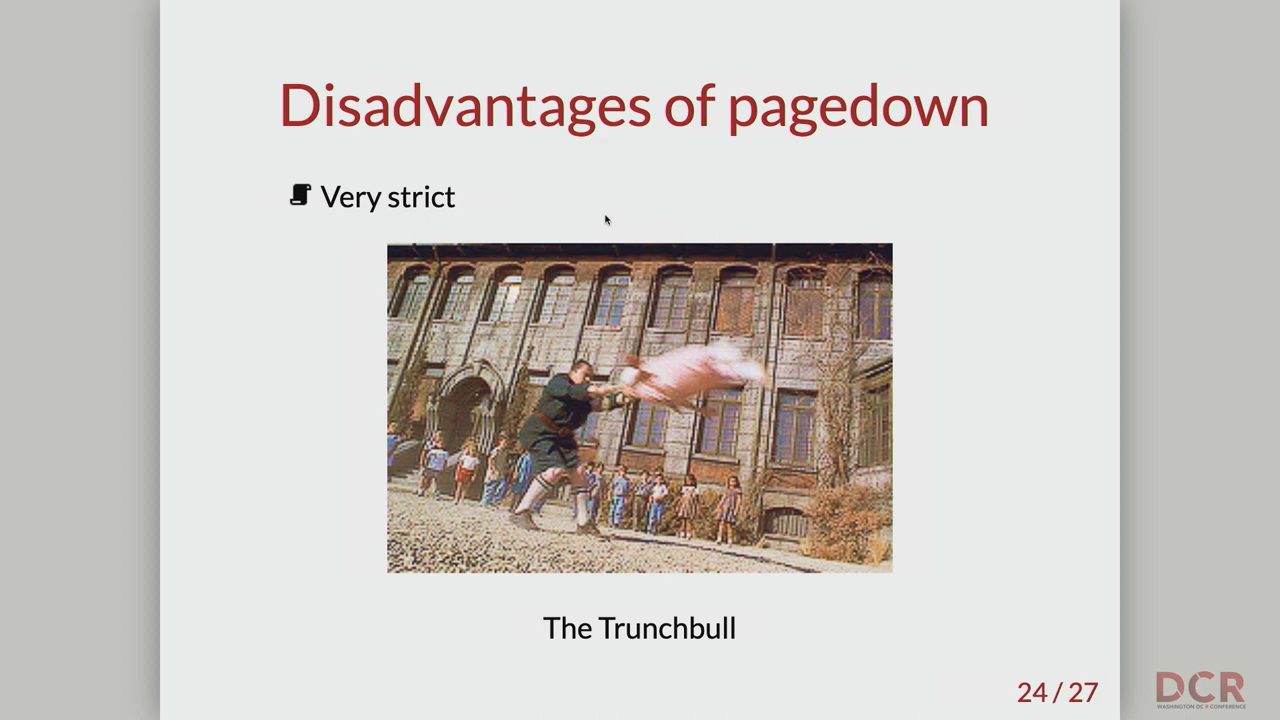 Disadvantages of pagedown
Very strict
The Trunchbull
24 / 27
DCR
WASHINGTON DC R CONFERENCE